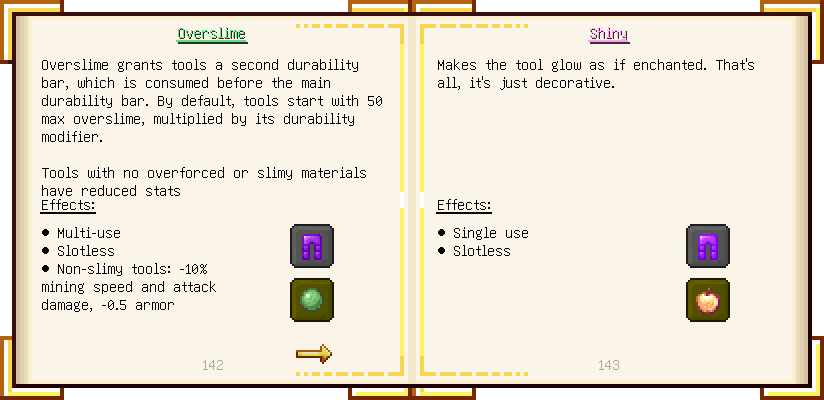 Overslime
Overslime grants tools a second durability
bar, which is consumed before the main
durability bar. By default, tools start with 50
max overslime, multiplied by its durability
modifier.
Tools with no overforced or slimy materials
have reduced stats
Effects:
• Multi-use
• Slotless
• Non-slimy tools: -10%
mining speed and attack
damage, -0.5 armor
142
Shiny
Makes the tool glow as if enchanted. That's
all, it's just decorative.
Effects:
• Single use
• Slotless
143